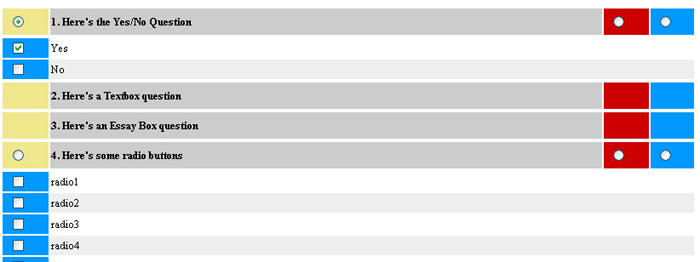 1. Here's the Yes/No Question
Yes
No
2. Here's a Textbox question
3. Here's an Essay Box question
4. Here's some radio buttons
radio1
radio2
radio3
radio4